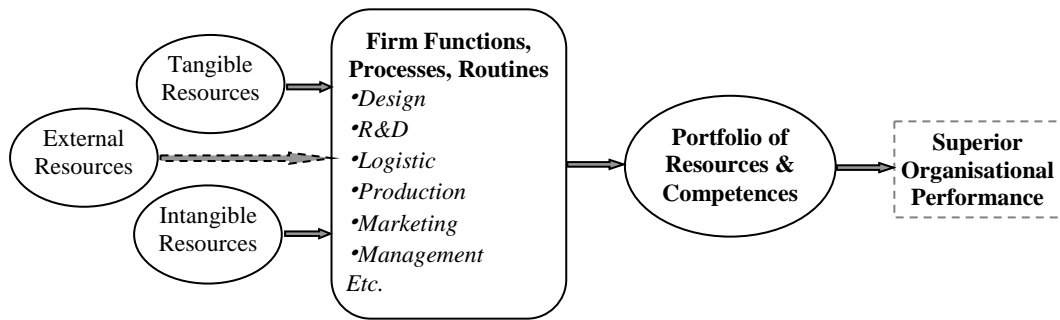 Tangible
Resources
External
Resources
Intangible
Resources
Firm Functions,
Processes, Routines
•Design
•R&D
•Logistic
•Production
•Marketing
•Management
Etc.
Portfolio of
Resources &
Competences
Superior
Organisational
Performance